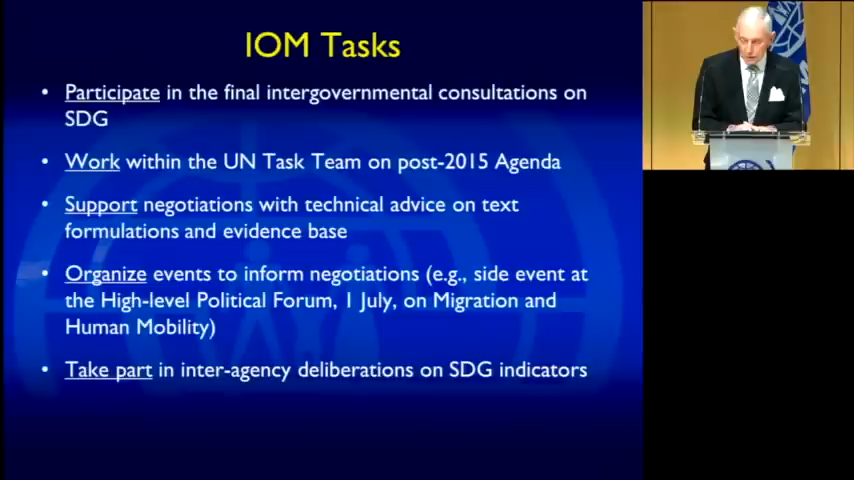 IOM Tasks
• Participate in the final intergovernmental consultations on
SDG
• Work within the UN Task Team on post-2015 Agenda
• Support negotiations with technical advice on text
formulations and evidence base
• Organize events to inform negotiations (e.g., side event at
the High-level Political Forum, 1 July, on Migration and
Human Mobility)
• Take part in inter-agency deliberations on SDG indicators